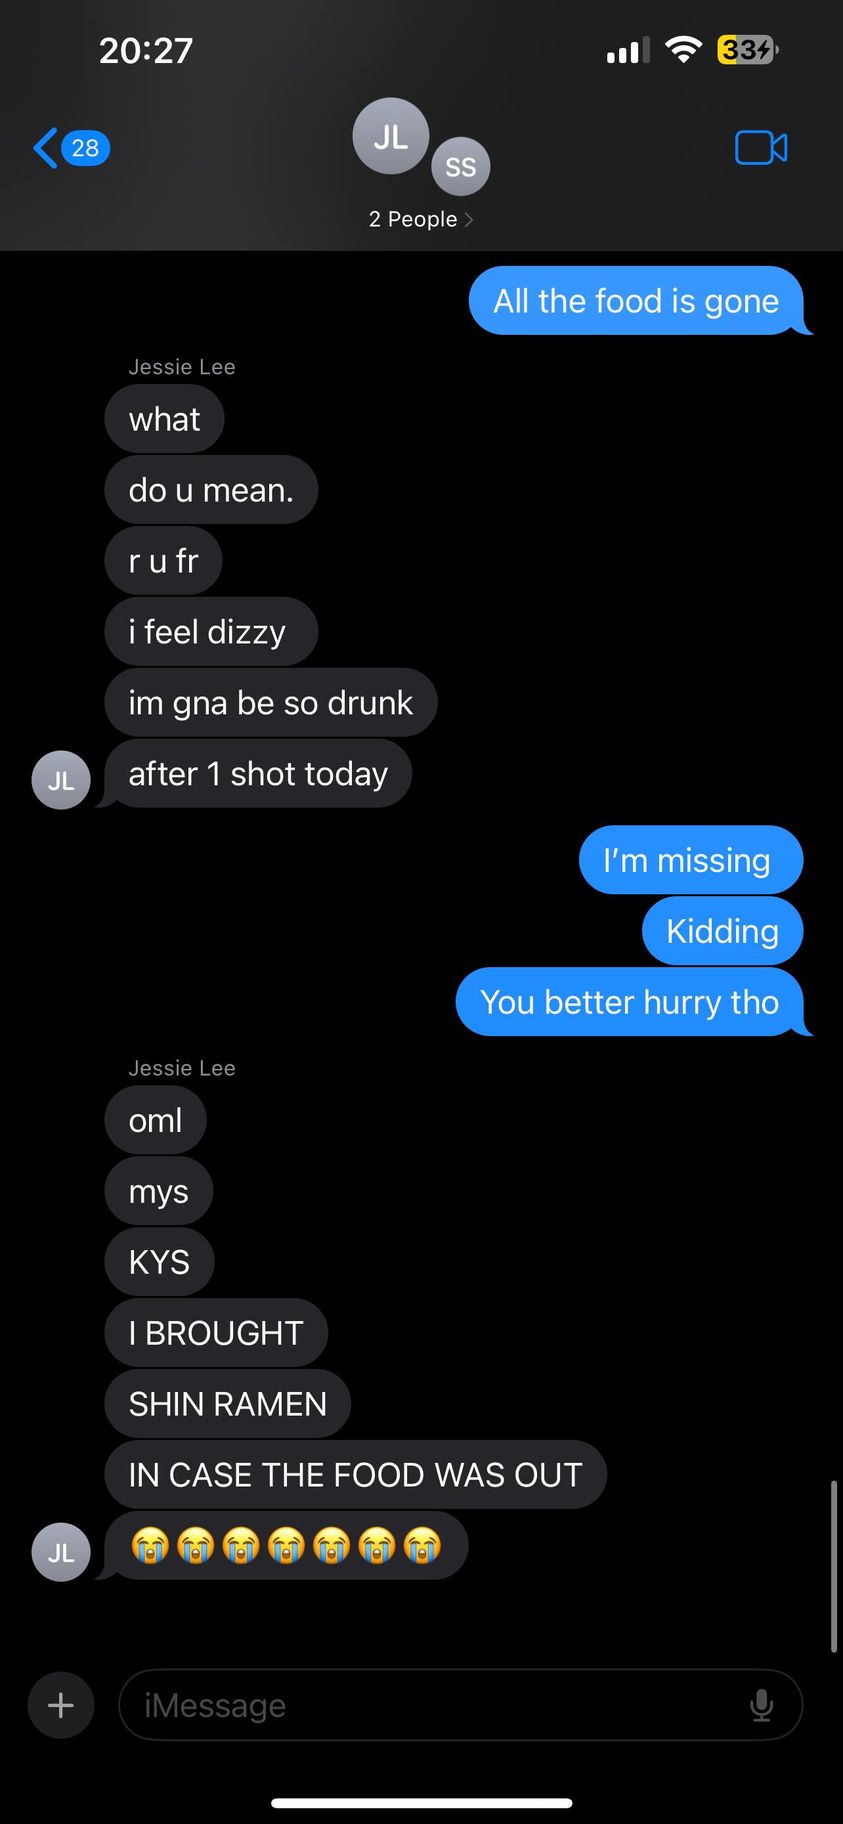 20:27
33
28
JL
SS
2 People
All the food is gone
Jessie Lee
what
do u mean.
r u fr
i feel dizzy
im gna be so drunk
after 1 shot today
JL
I'm missing
Kidding
You better hurry tho
Jessie Lee
oml
mys
KYS
I BROUGHT
SHIN RAMEN
IN CASE THE FOOD WAS OUT
😭😭😭😭😭😭😭
JL
iMessage